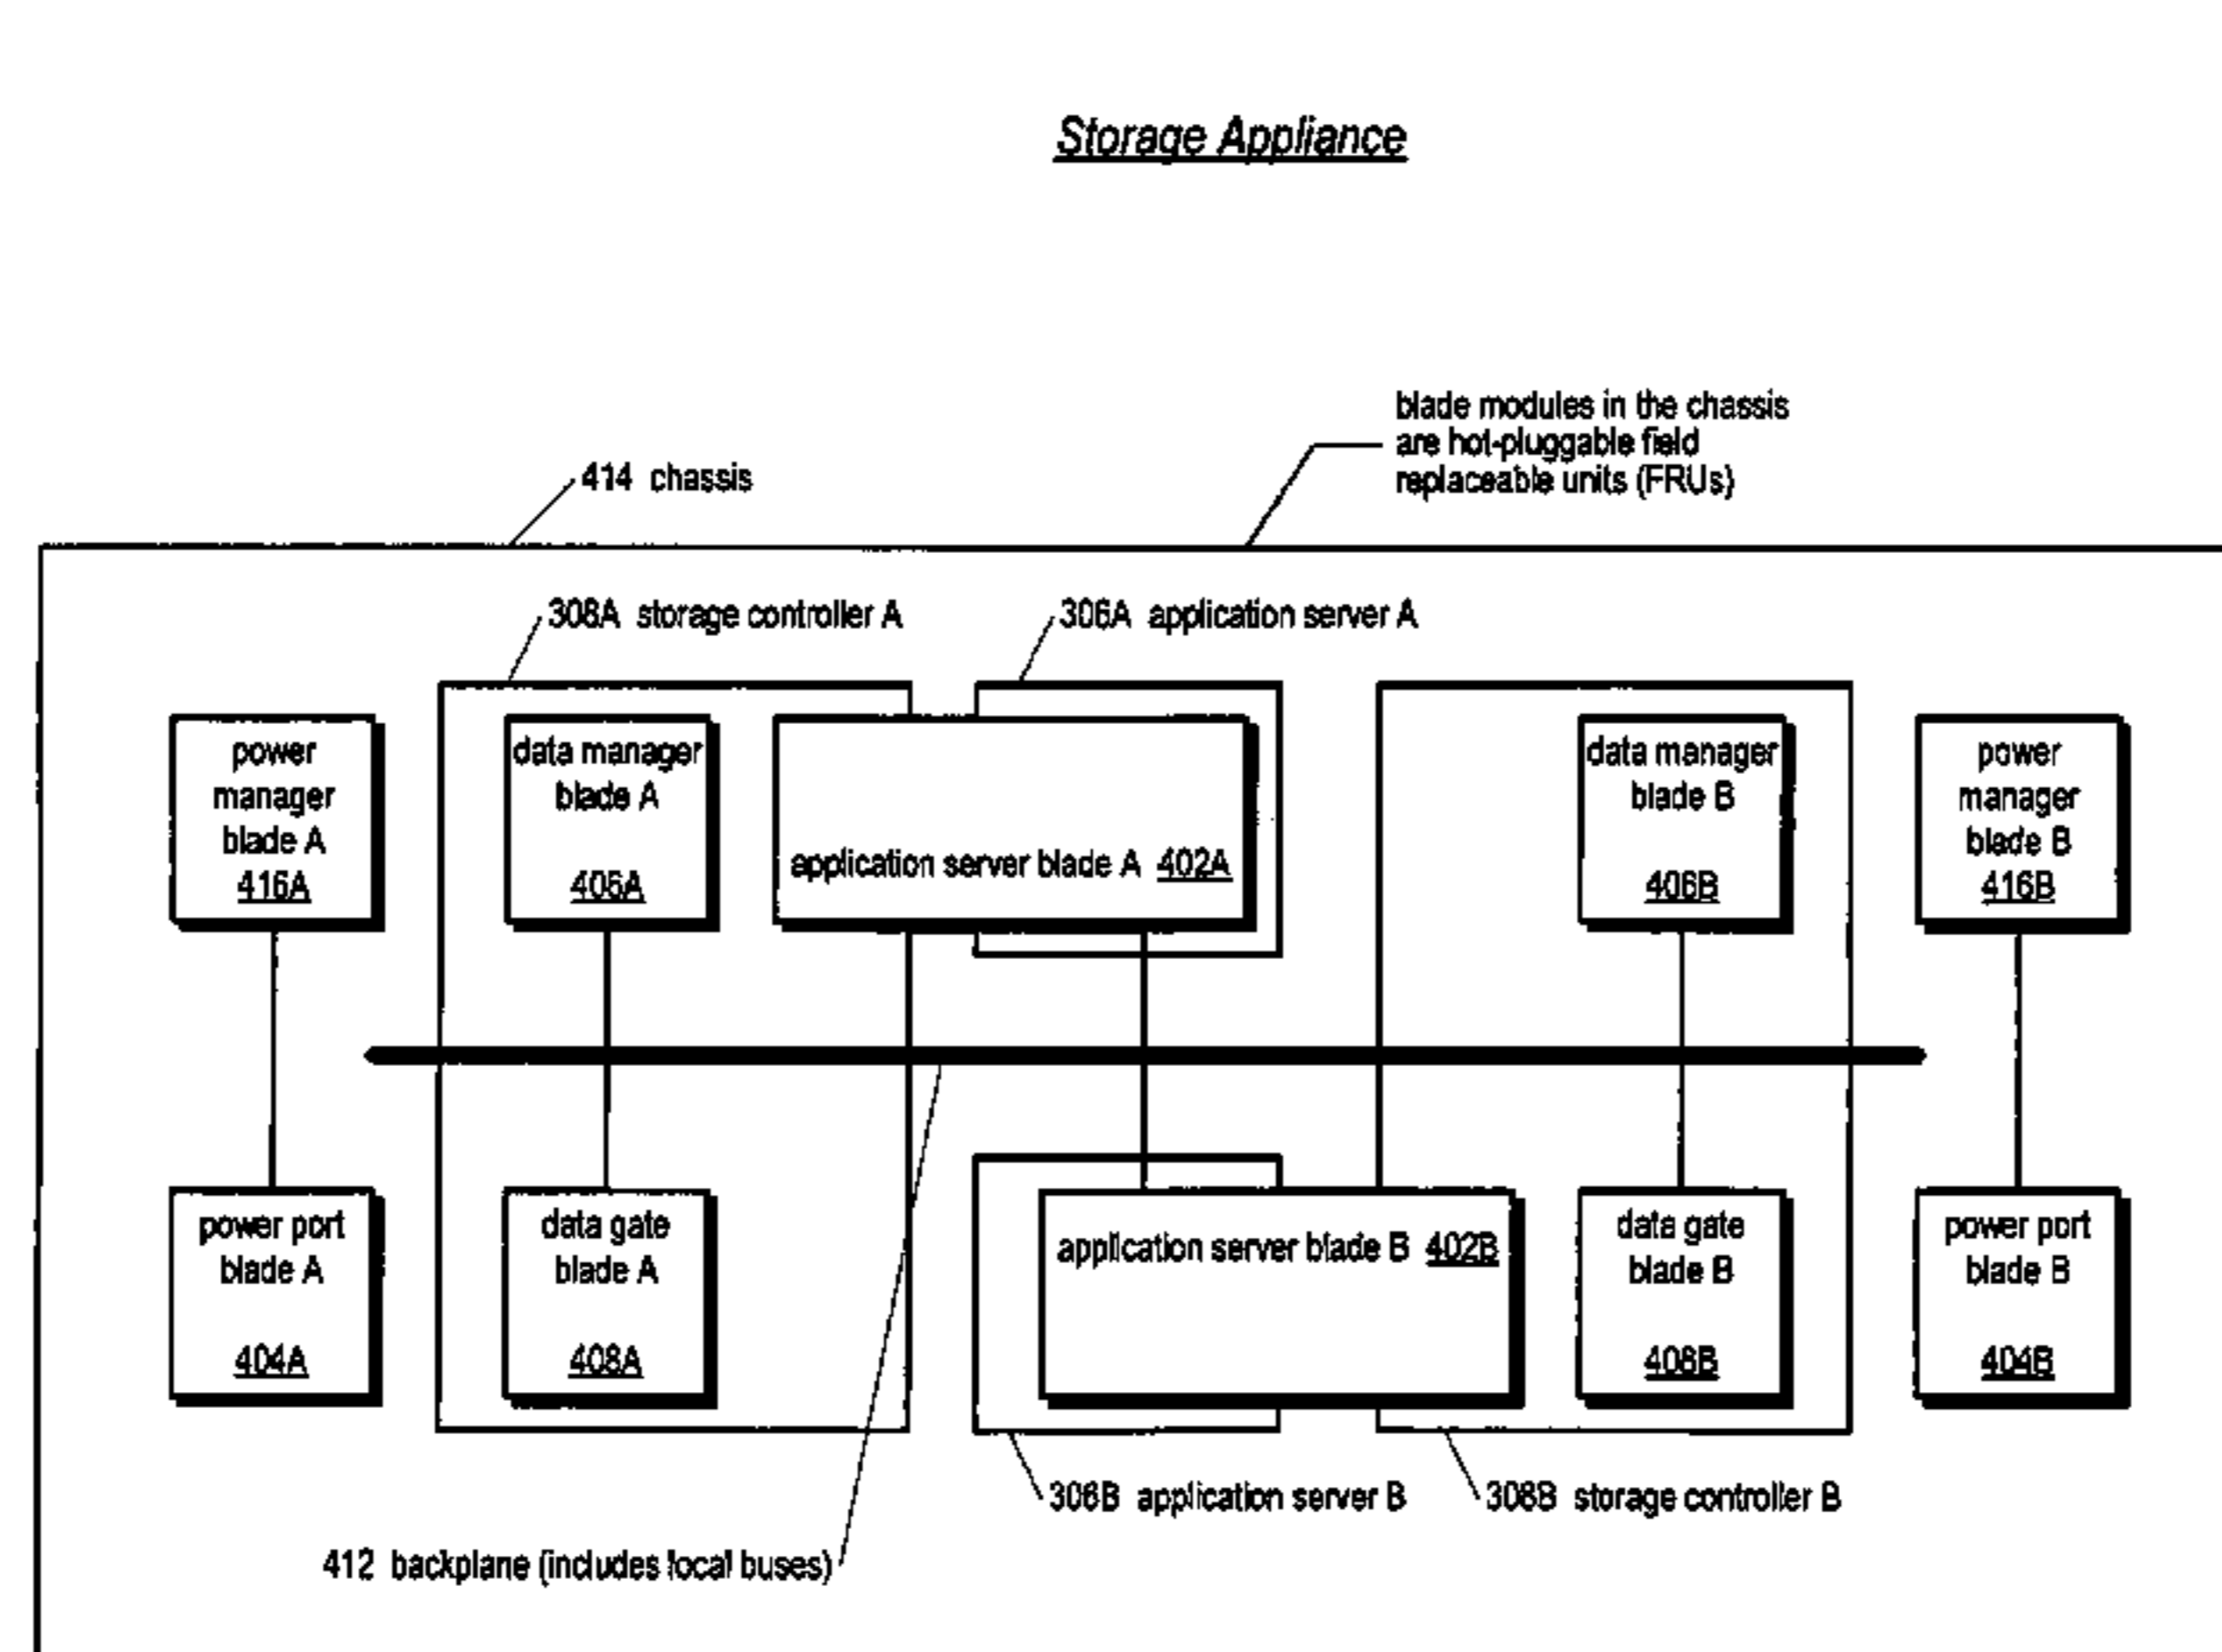 Storage Appliance
blade modules in the chassis
are hot-pluggable field
replaceable units (FRUs)
414 chassis
308A storage controller A
306A application server A
power
manager
blade A
416A
data manager
blade A
406A
application server blade A 402A
data manager
blade B
406B
power
manager
blade B
416B
power port
blade A
404A
data gate
blade A
408A
application server blade B 402B
data gate
blade B
408B
power port
blade B
404B
306B application server B
308B storage controller B
412 backplane (includes local buses)